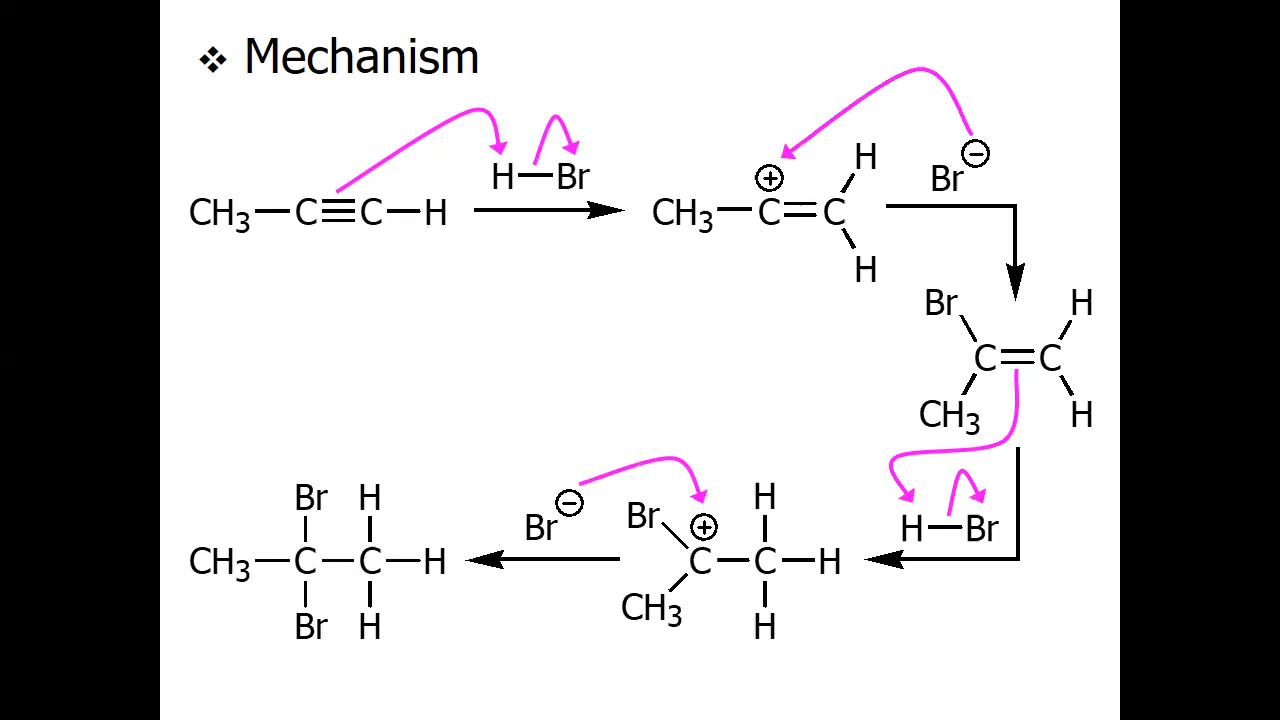 ❖ Mechanism
H—Br
CH₃—C≡C—H
CH₃—C⊕=C
H
H
Br⊖
Br
H
C=C
CH₃
H
H—Br
Br
H
CH₃—C—C—H
Br
H
Br⊖
Br
⊕
H
C—C—H
CH₃
H